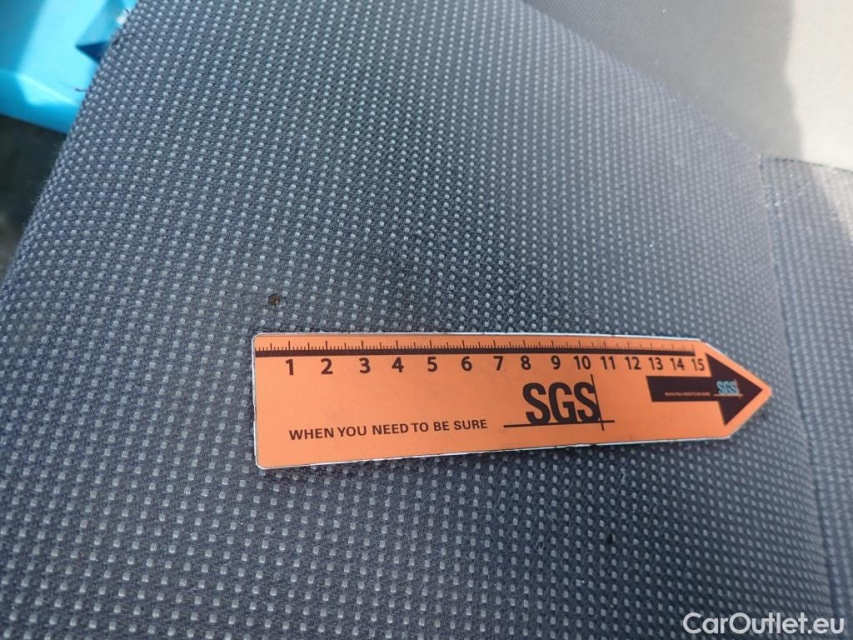 1 2 3 4 5 6 7 8 9 10 11 12 13 14 15
SGS
SGS
WHEN YOU NEED TO BE SURE
CarOutlet.eu